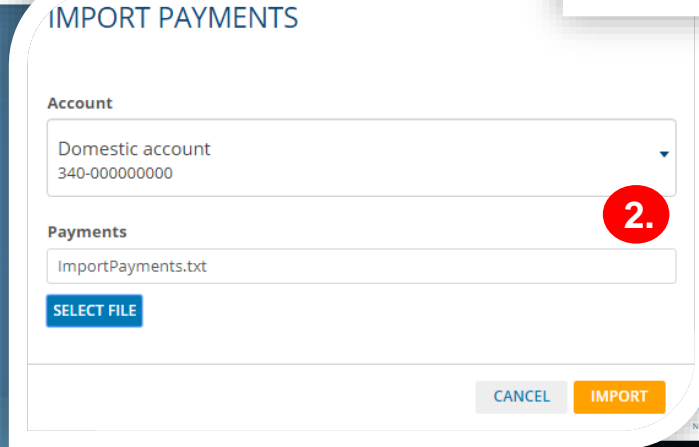 IMPORT PAYMENTS
Account
Domestic account
340-000000000
2.
Payments
ImportPayments.txt
SELECT FILE
CANCEL
IMPORT